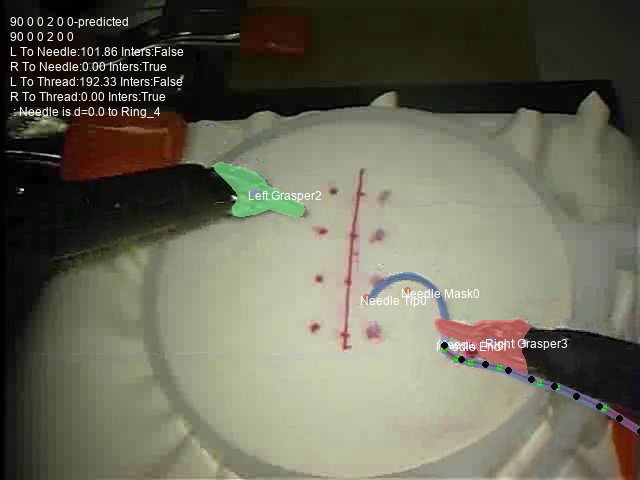 90 0 0 2 0 0-predicted
90 0 0 2 0 0
L To Needle:101.86 Inters:False
R To Needle:0.00 Inters:True
L To Thread:192.33 Inters:False
R To Thread:0.00 Inters:True
: Needle is d=0.0 to Ring_4
Left Grasper2
Needle Mask0
Needle Tip0
Right Grasper3
Needle End1